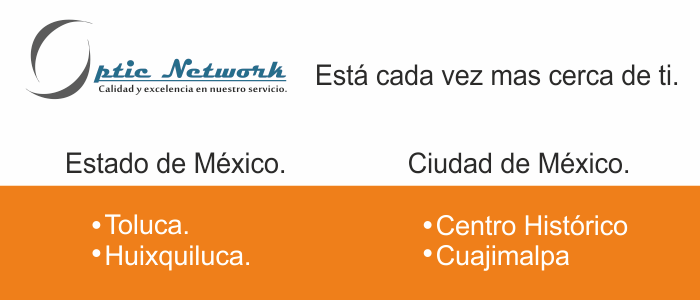 Optic Network
Calidad y excelencia en nuestro servicio.
Está cada vez mas cerca de ti.
Estado de México.
• Toluca.
• Huixquiluca.
Ciudad de México.
• Centro Histórico
• Cuajimalpa